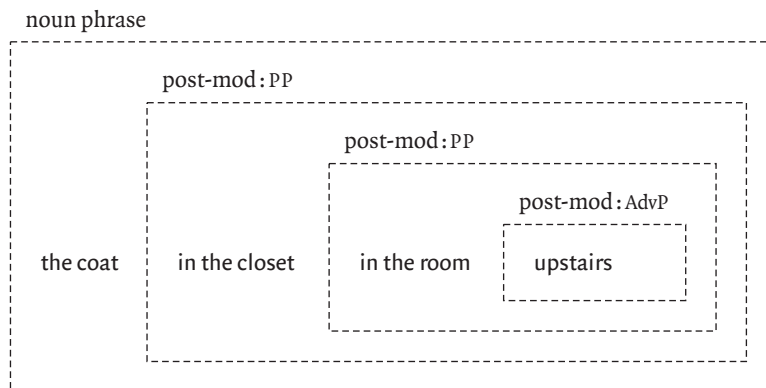 noun phrase
post-mod:PP
post-mod:PP
post-mod:AdvP
the coat in the closet in the room upstairs